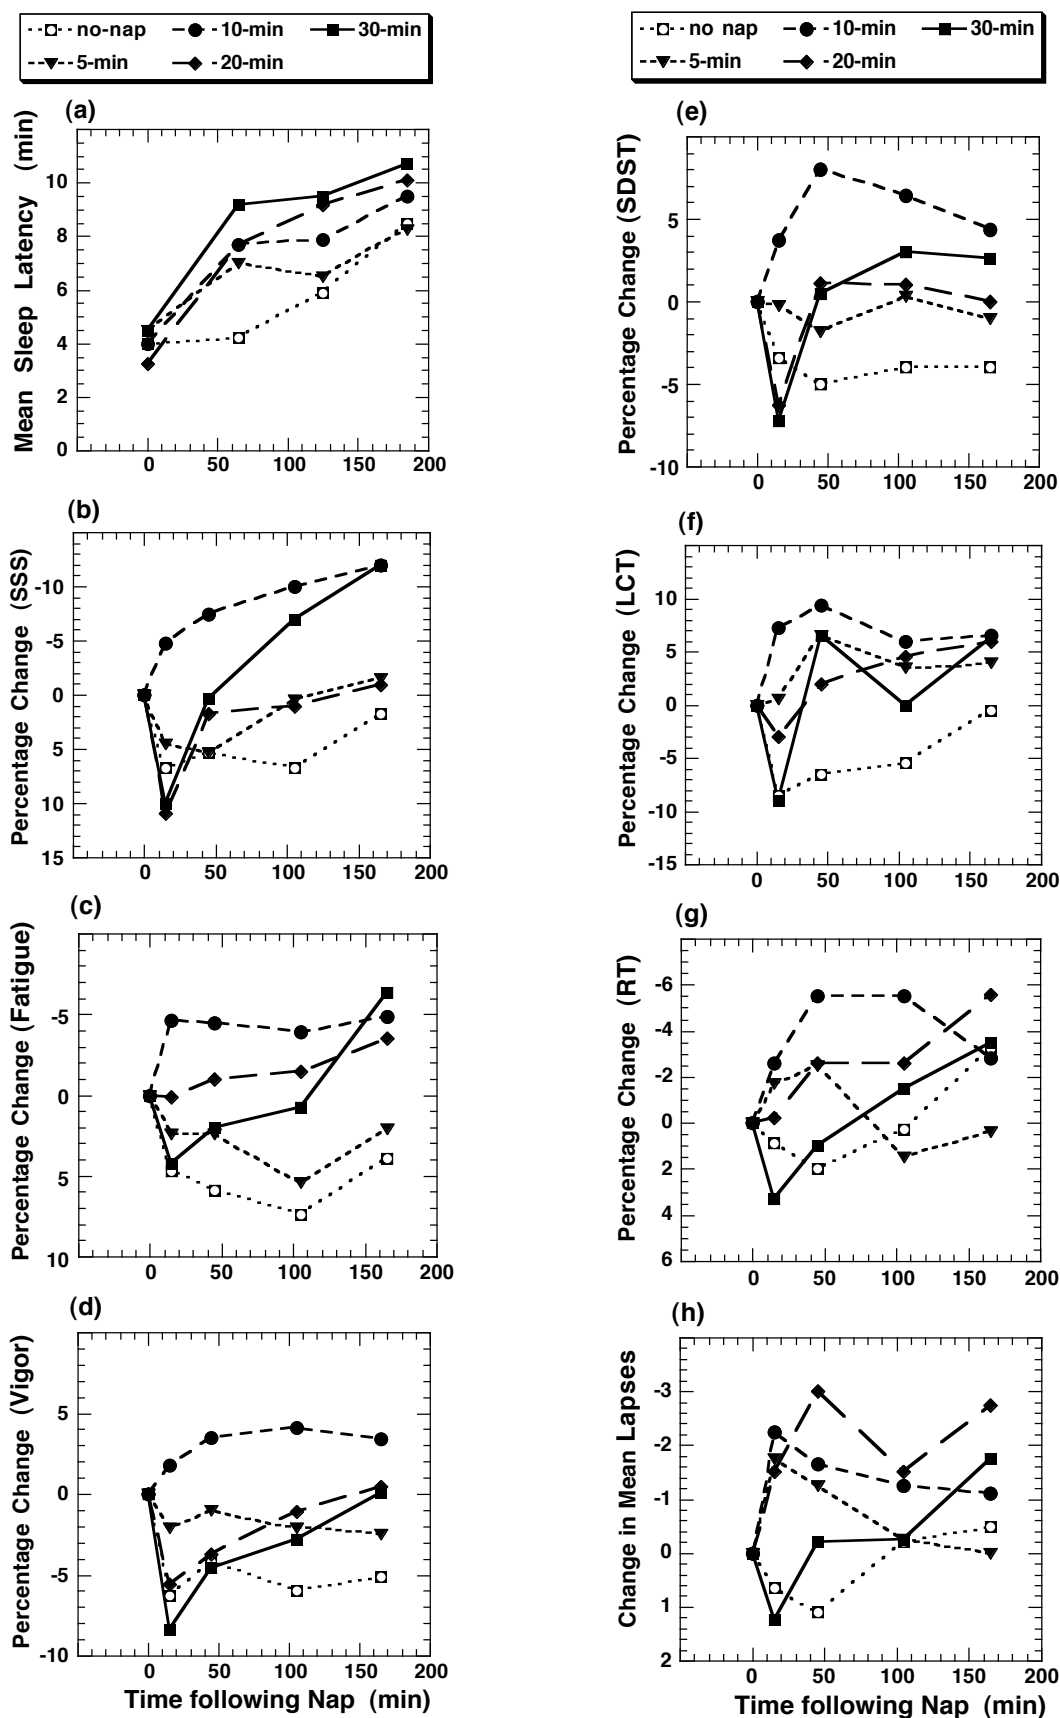 no-nap 10-min 30-min
5-min 20-min
(a)
Mean Sleep Latency (min)
10
8
6
4
2
0
0 50 100 150 200
(b)
Percentage Change (SSS)
-10
-5
0
5
10
15
0 50 100 150 200
(c)
Percentage Change (Fatigue)
-5
0
5
10
0 50 100 150 200
(d)
Percentage Change (Vigor)
5
0
-5
-10
0 50 100 150 200
Time following Nap (min)
no nap 10-min 30-min
5-min 20-min
(e)
Percentage Change (SDST)
5
0
-5
-10
0 50 100 150 200
(f)
Percentage Change (LCT)
10
5
0
-5
-10
-15
0 50 100 150 200
(g)
Percentage Change (RT)
-6
-4
-2
0
2
4
6
0 50 100 150 200
(h)
Change in Mean Lapses
-3
-2
-1
0
1
2
0 50 100 150 200
Time following Nap (min)